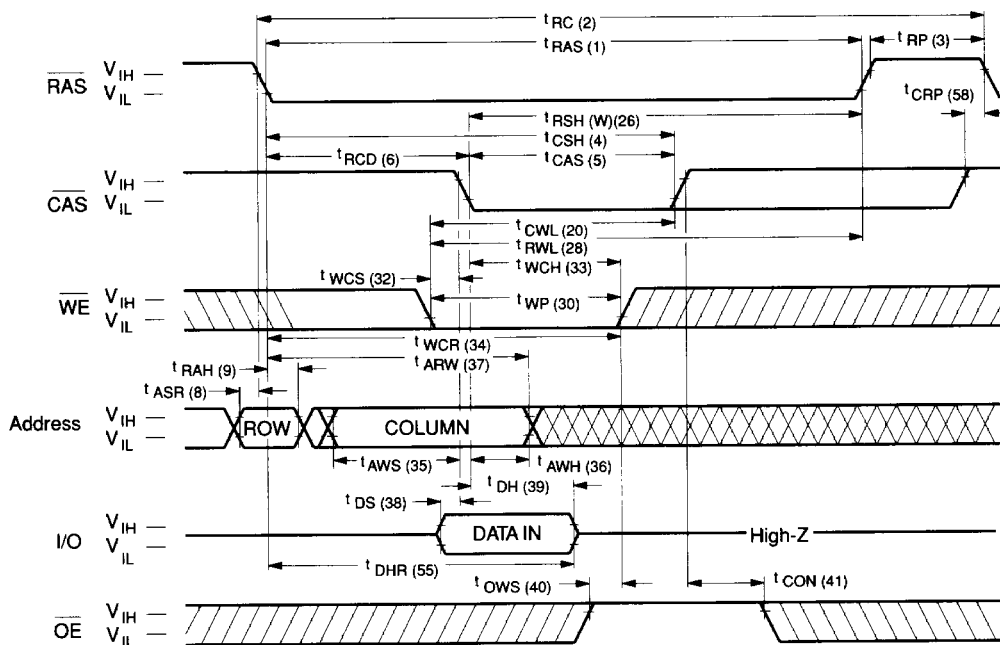 t RC (2)
t RAS (1)
t RP (3)
RAS
V IH
V IL
t CRP (58)
t RSH (W)(26)
t CSH (4)
t RCD (6)
t CAS (5)
CAS
V IH
V IL
t CWL (20)
t RWL (28)
t WCH (33)
t WCS (32)
t WP (30)
WE
V IH
V IL
t WCR (34)
t ARW (37)
t RAH (9)
t ASR (8)
Address
V IH
V IL
ROW
COLUMN
t AWS (35)
t AWH (36)
t DH (39)
t DS (38)
I/O
V IH
V IL
DATA IN
High-Z
t DHR (55)
t OWS (40)
t CON (41)
OE
V IH
V IL